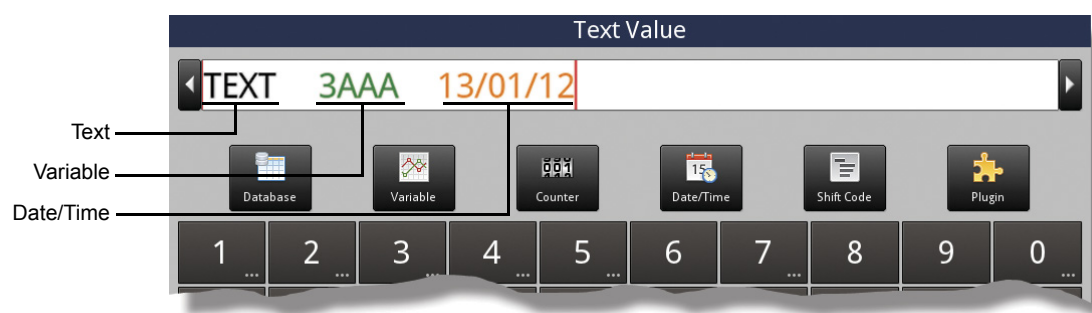 Text Value
TEXT 3AAA 13/01/12
Text
Variable
Date/Time
Database Variable Counter Date/Time Shift Code Plugin
1 ... 2 ... 3 ... 4 ... 5 ... 6 7 ... 8 9 0 ...